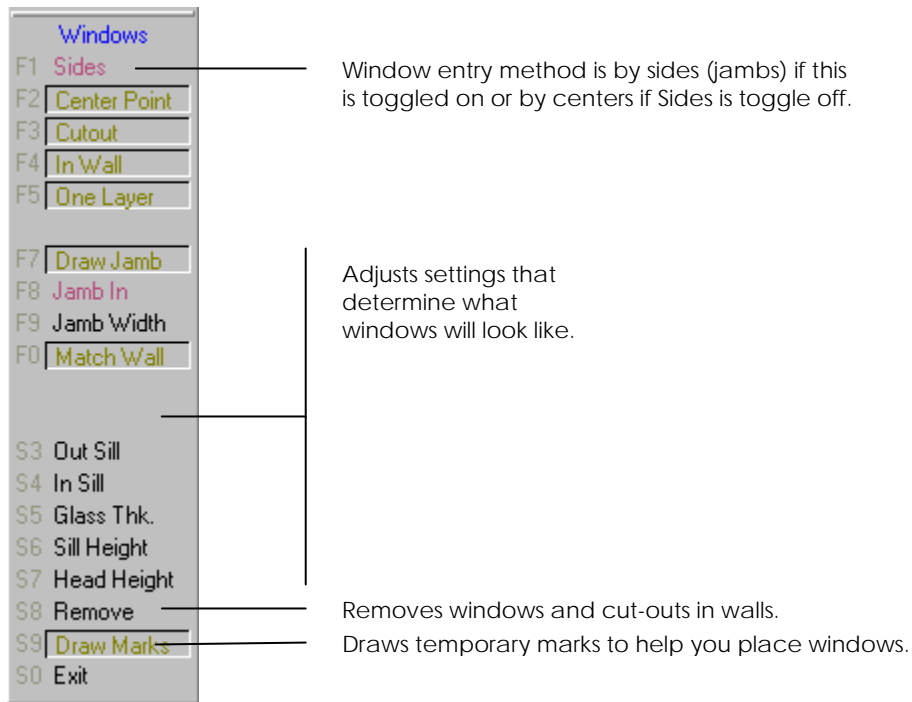 Windows
F1 Sides
Window entry method is by sides (jambs) if this
is toggled on or by centers if Sides is toggle off.
F2 Center Point
F3 Cutout
F4 In Wall
F5 One Layer
F7 Draw Jamb
F8 Jamb In
F9 Jamb Width
F0 Match Wall
Adjusts settings that
determine what
windows will look like.
S3 Out Sill
S4 In Sill
S5 Glass Thk.
S6 Sill Height
S7 Head Height
S8 Remove
Removes windows and cut-outs in walls.
S9 Draw Marks
Draws temporary marks to help you place windows.
S0 Exit